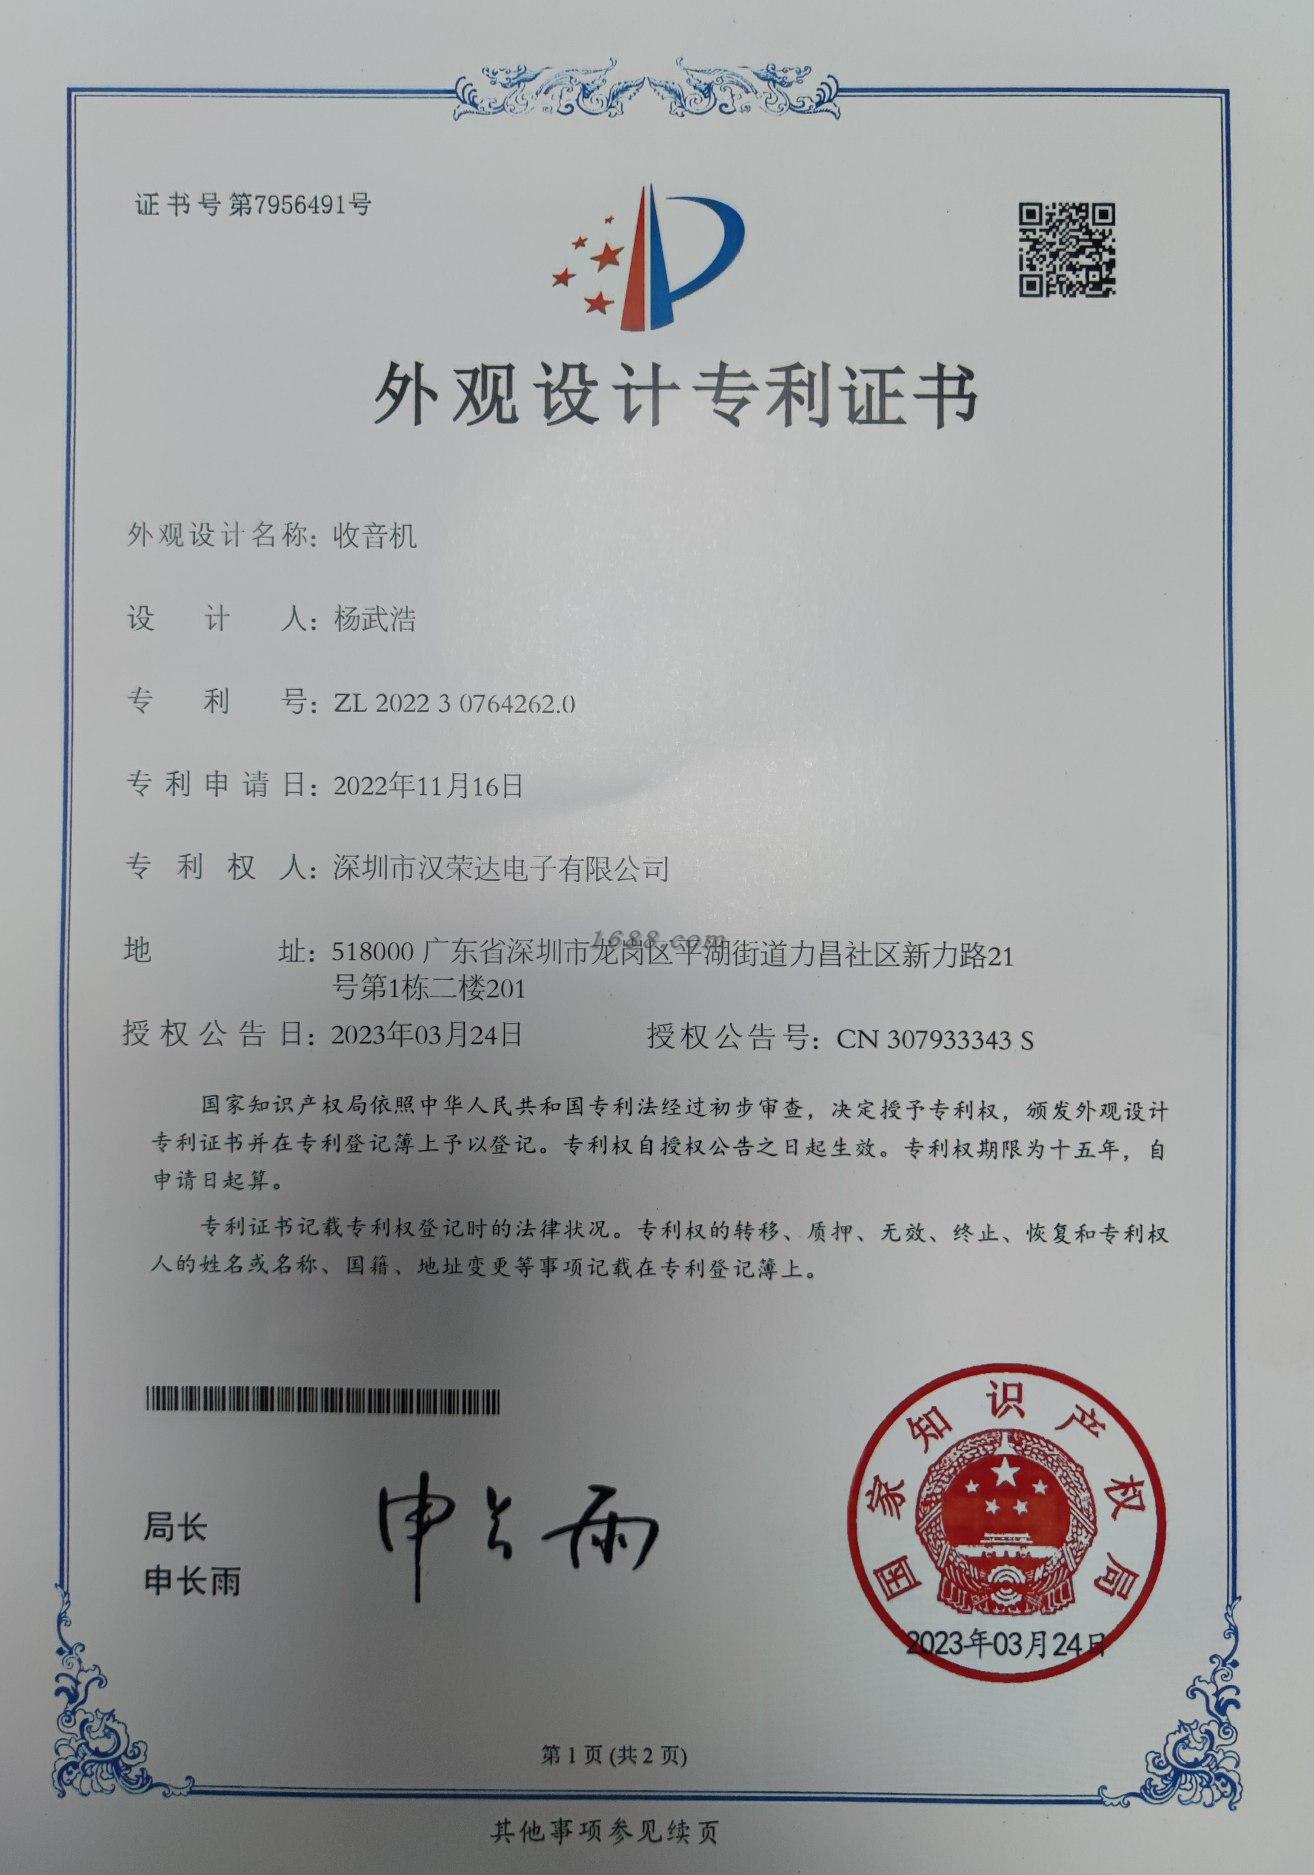 证书号第7956491号
外观设计专利证书
外观设计名称：收音机
设计人：杨武浩
专利号：ZL 2022 3 0764262.0
专利申请日：2022年11月16日
专利权人：深圳市汉荣达电子有限公司
1688.com
地址：518000 广东省深圳市龙岗区平湖街道力昌社区新力路21
号第1栋二楼201
授权公告日：2023年03月24日 授权公告号：CN 307933343 S
国家知识产权局依照中华人民共和国专利法经过初步审查，决定授予专利权，颁发外观设计
专利证书并在专利登记簿上予以登记。专利权自授权公告之日起生效。专利权期限为十五年，自
申请日起算。
专利证书记载专利权登记时的法律状况。专利权的转移、质押、无效、终止、恢复和专利权
人的姓名或名称、国籍、地址变更等事项记载在专利登记簿上。
局长
申长雨
申长雨
国家知识产权局
2023年03月24日
第 1 页 (共 2 页)
其他事项参见续页